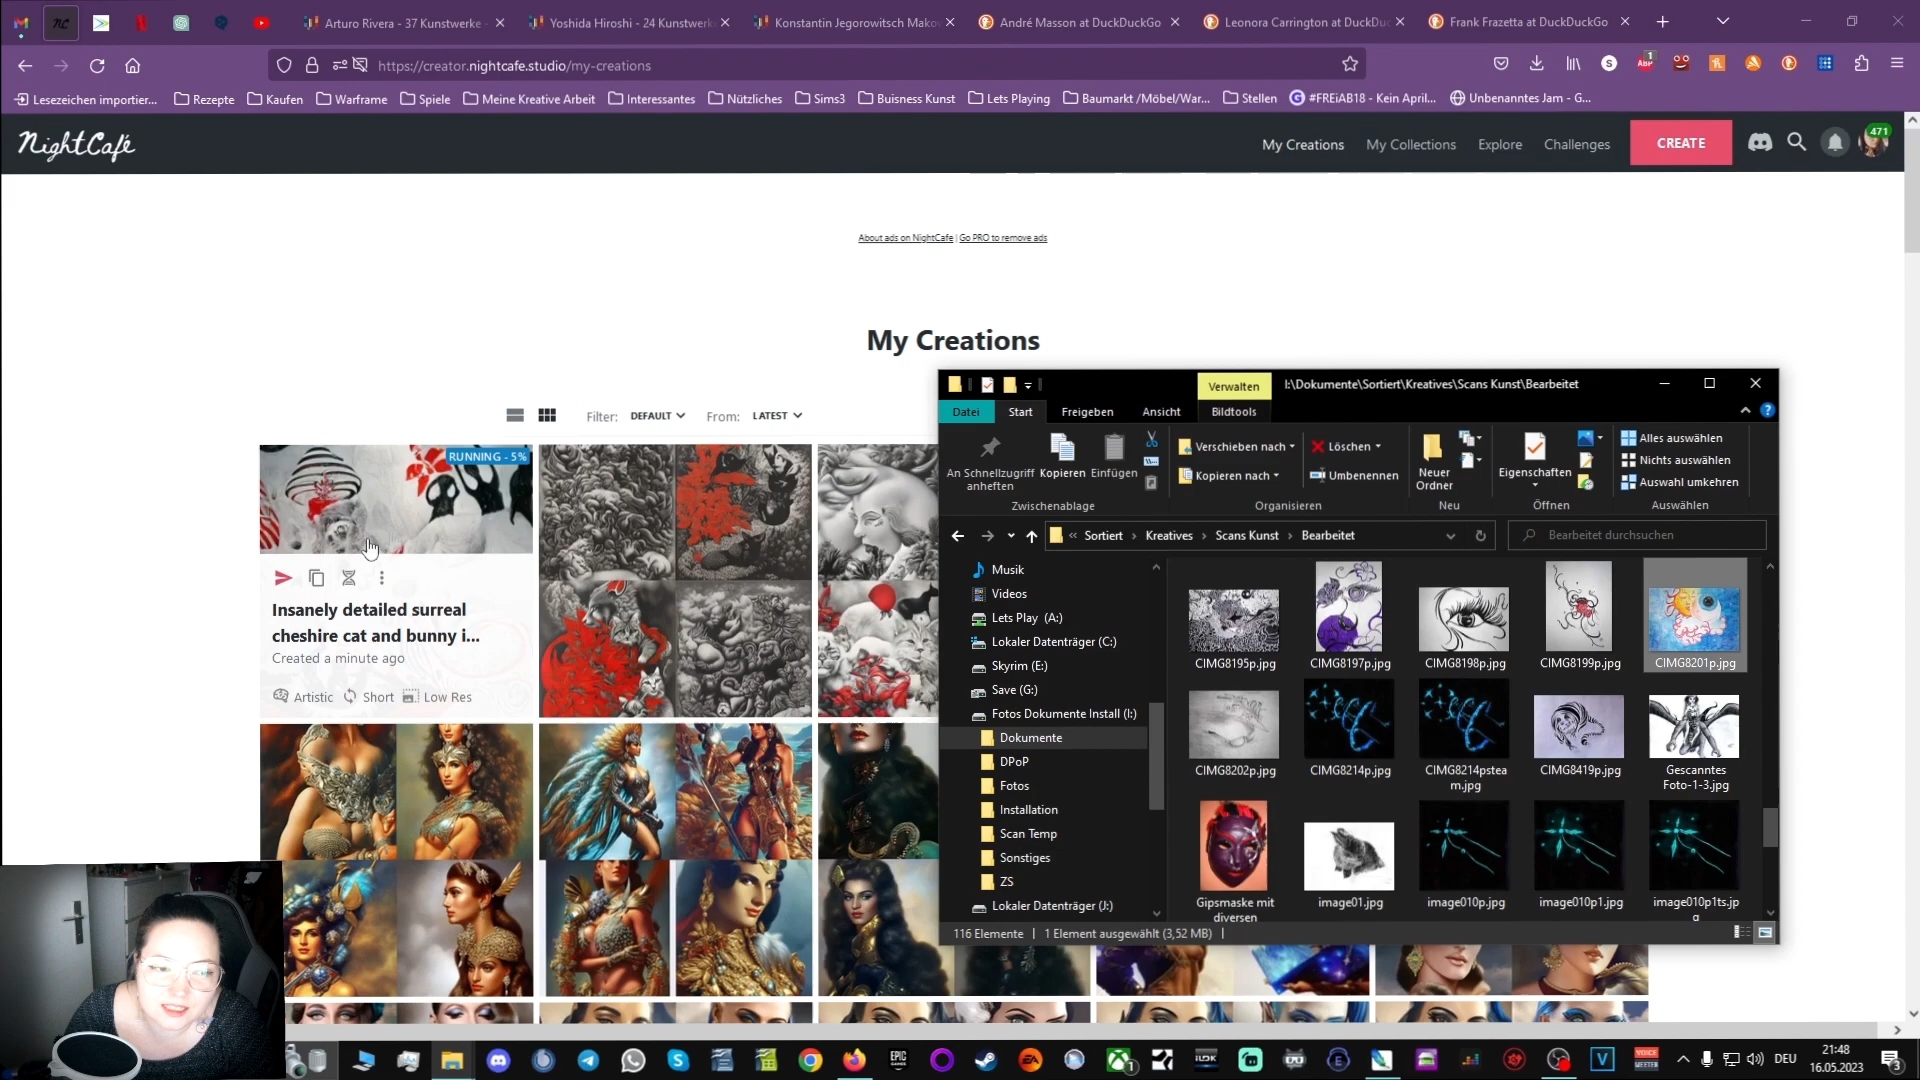 Arturo Rivera - 37 Kunstwerke -
Yoshida Hiroshi - 24 Kunstwerk
Konstantin Jegorowitsch Mako
André Masson at DuckDuckGo
Leonora Carrington at DuckDuc
Frank Frazetta at DuckDuckGo
https://creator.nightcafe.studio/my-creations
S
ABP
1
Lesezeichen importier...
Rezepte
Kaufen
Warframe
Spiele
Meine Kreative Arbeit
Interessantes
Nützliches
Sims3
Buisness Kunst
Lets Playing
Baumarkt /Möbel/War...
Stellen
#FREiAB18 - Kein April...
Unbenanntes Jam - G...
NightCafé
My Creations
My Collections
Explore
Challenges
CREATE
471
About ads on NightCafe | Go PRO to remove ads
My Creations
Filter: DEFAULT
From: LATEST
RUNNING - 5%
Insanely detailed surreal
cheshire cat and bunny i...
Created a minute ago
Artistic
Short
Low Res
Verwalten
I:\Dokumente\Sortiert\Kreatives\Scans Kunst\Bearbeitet
Datei
Start
Freigeben
Ansicht
Bildtools
An Schnellzugriff
anheften
Kopieren
Einfügen
Zwischenablage
Verschieben nach
Kopieren nach
Löschen
Umbenennen
Organisieren
Neuer
Ordner
Neu
Eigenschaften
Öffnen
Alles auswählen
Nichts auswählen
Auswahl umkehren
Auswählen
« Sortiert › Kreatives › Scans Kunst › Bearbeitet
Bearbeitet durchsuchen
Musik
Videos
Lets Play (A:)
Lokaler Datenträger (C:)
Skyrim (E:)
Save (G:)
Fotos Dokumente Install (I:)
Dokumente
DPoP
Fotos
Installation
Scan Temp
Sonstiges
ZS
Lokaler Datenträger (J:)
CIMG8195p.jpg
CIMG8197p.jpg
CIMG8198p.jpg
CIMG8199p.jpg
CIMG8201p.jpg
CIMG8202p.jpg
CIMG8214p.jpg
CIMG8214pstea
m.jpg
CIMG8419p.jpg
Gescanntes
Foto-1-3.jpg
Gipsmaske mit
diversen
image01.jpg
image010p.jpg
image010p1.jpg
image010p1ts.jp
g
116 Elemente
1 Element ausgewählt (3,52 MB)
DEU
21:48
16.05.2023
3